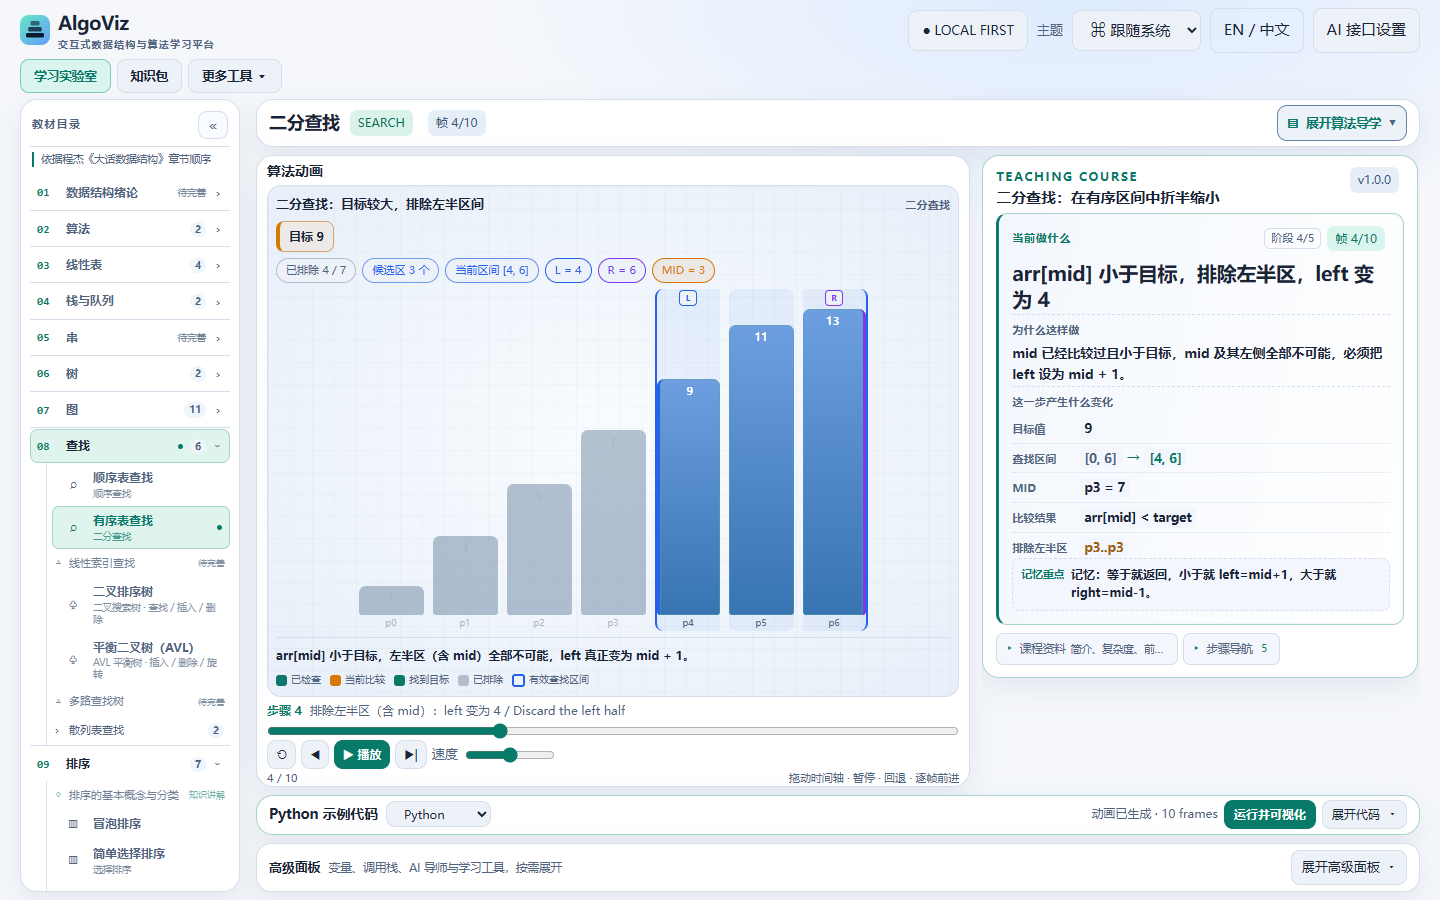 AlgoViz
交互式数据结构与算法学习平台
● LOCAL FIRST
主题
⌘ 跟随系统
EN / 中文
AI 接口设置
学习实验室
知识包
更多工具
教材目录
«
依据程杰《大话数据结构》章节顺序
01 数据结构绪论 待完善 ›
02 算法 2 ›
03 线性表 4 ›
04 栈与队列 2 ›
05 串 待完善 ›
06 树 2 ›
07 图 11 ›
08 查找 6
顺序表查找
顺序查找
有序表查找
二分查找
线性索引查找 待完善
二叉排序树
二叉搜索树 · 查找 / 插入 / 删
除
平衡二叉树（AVL）
AVL 平衡树 · 插入 / 删除 / 旋
转
多路查找树 待完善
› 散列表查找 2
09 排序 7
排序的基本概念与分类 知识讲解
冒泡排序
简单选择排序
选择排序
二分查找 SEARCH 帧 4/10
展开算法导学
算法动画
二分查找：目标较大，排除左半区间
二分查找
目标 9
已排除 4 / 7
候选区 3 个
当前区间 [4, 6]
L = 4
R = 6
MID = 3
L
R
9
11
13
p0
p1
p2
p3
p4
p5
p6
arr[mid] 小于目标，左半区（含 mid）全部不可能，left 真正变为 mid + 1。
已检查
当前比较
找到目标
已排除
有效查找区间
步骤 4 排除左半区（含 mid）：left 变为 4 / Discard the left half
▶ 播放
速度
4 / 10
拖动时间轴 · 暂停 · 回退 · 逐帧前进
TEACHING COURSE
v1.0.0
二分查找：在有序区间中折半缩小
当前做什么
阶段 4/5
帧 4/10
arr[mid] 小于目标，排除左半区，left 变
为 4
为什么这样做
mid 已经比较过且小于目标，mid 及其左侧全部不可能，必须把
left 设为 mid + 1。
这一步产生什么变化
目标值 9
查找区间 [0, 6] → [4, 6]
MID p3 = 7
比较结果 arr[mid] < target
排除左半区 p3..p3
记忆重点 记忆：等于就返回，小于就 left=mid+1，大于就
right=mid-1。
课程资料 简介、复杂度、前...
步骤导航 5
Python 示例代码
Python
动画已生成 · 10 frames
运行并可视化
展开代码
高级面板 变量、调用栈、AI 导师与学习工具，按需展开
展开高级面板